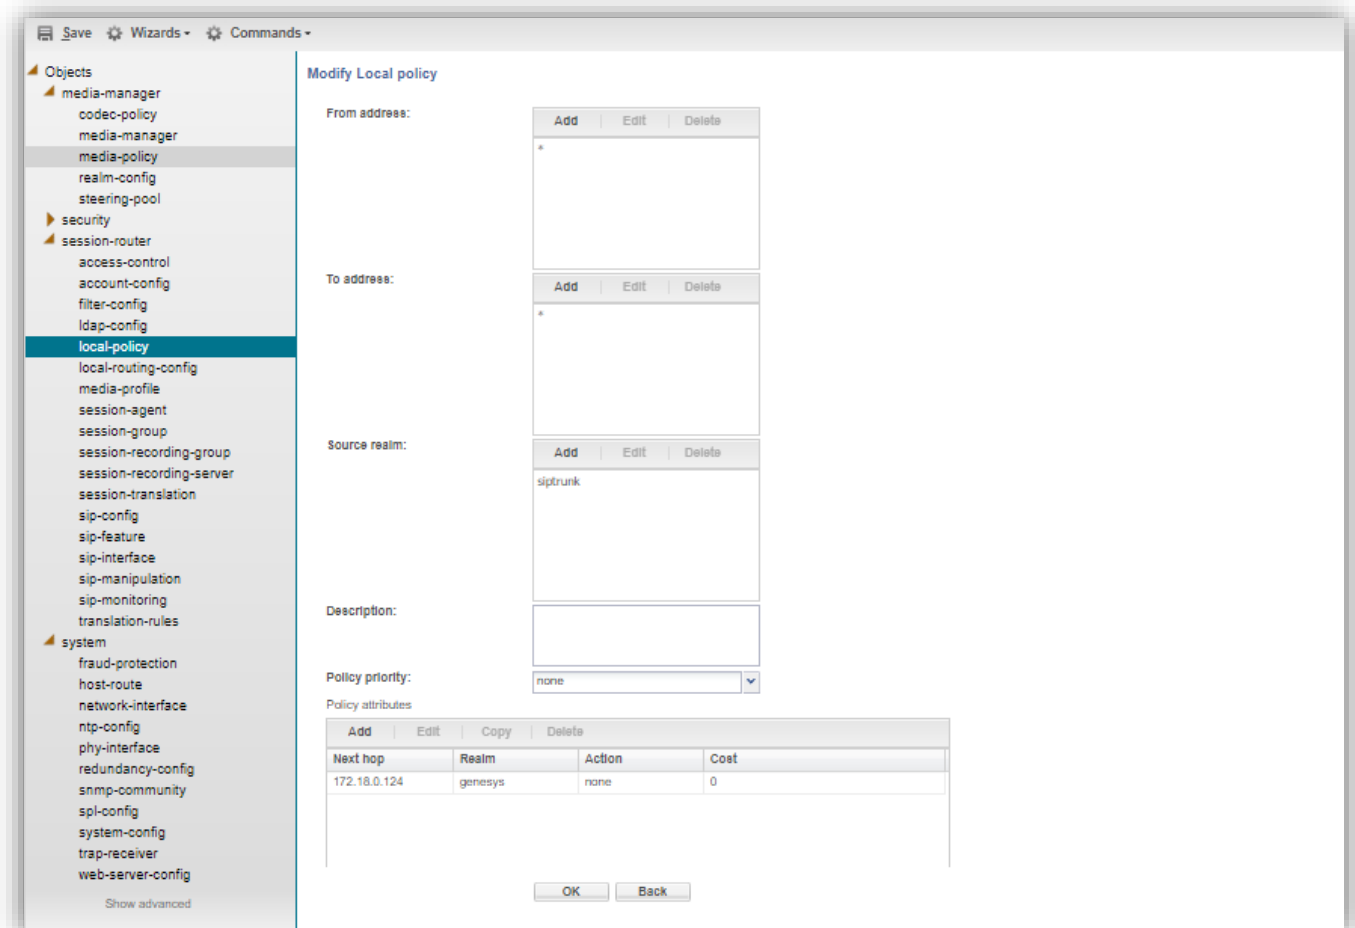 Save Wizards Commands
Objects
media-manager
codec-policy
media-manager
media-policy
realm-config
steering-pool
security
session-router
access-control
account-config
filter-config
ldap-config
local-policy
local-routing-config
media-profile
session-agent
session-group
session-recording-group
session-recording-server
session-translation
sip-config
sip-feature
sip-interface
sip-manipulation
sip-monitoring
translation-rules
system
fraud-protection
host-route
network-interface
ntp-config
phy-interface
redundancy-config
snmp-community
spl-config
system-config
trap-receiver
web-server-config
Show advanced
Modify Local policy
From address:
Add Edit Delete
*
To address:
Add Edit Delete
*
Source realm:
Add Edit Delete
siptrunk
Description:
Policy priority:
none
Policy attributes
Add Edit Copy Delete
Next hop Realm Action Cost
172.18.0.124 genesys none 0
OK Back